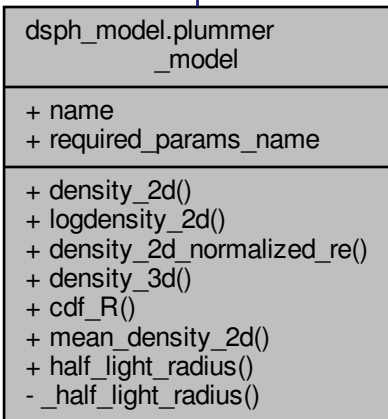 dsph_model.plummer
_model
+ name
+ required_params_name
+ density_2d()
+ logdensity_2d()
+ density_2d_normalized_re()
+ density_3d()
+ cdf_R()
+ mean_density_2d()
+ half_light_radius()
- _half_light_radius()